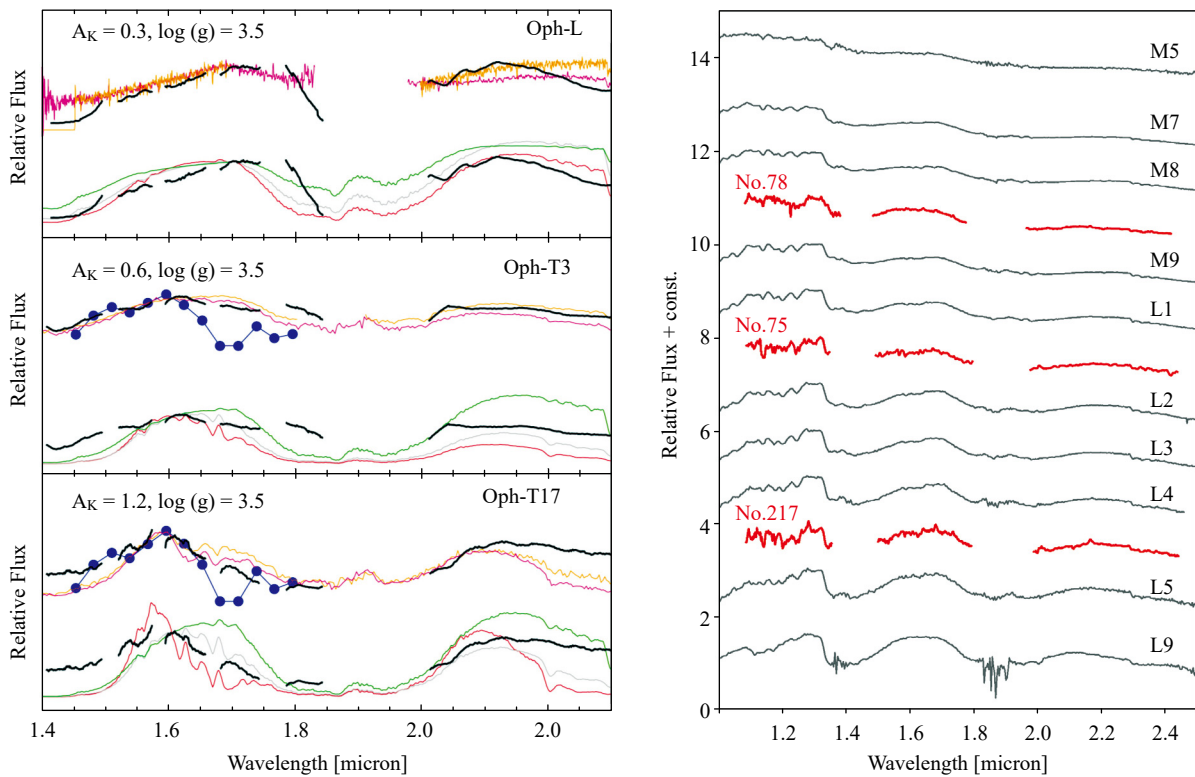 A_K = 0.3, log (g) = 3.5
Oph-L
Relative Flux
A_K = 0.6, log (g) = 3.5
Oph-T3
Relative Flux
A_K = 1.2, log (g) = 3.5
Oph-T17
Relative Flux
1.4 1.6 1.8 2.0 2.0
Wavelength [micron]
14
12
10
8
6
4
2
0
Relative Flux + const.
M5
M7
M8
No.78
M9
L1
No.75
L2
L3
L4
No.217
L5
L9
1.2 1.4 1.6 1.8 2.0 2.2 2.4
Wavelength [micron]